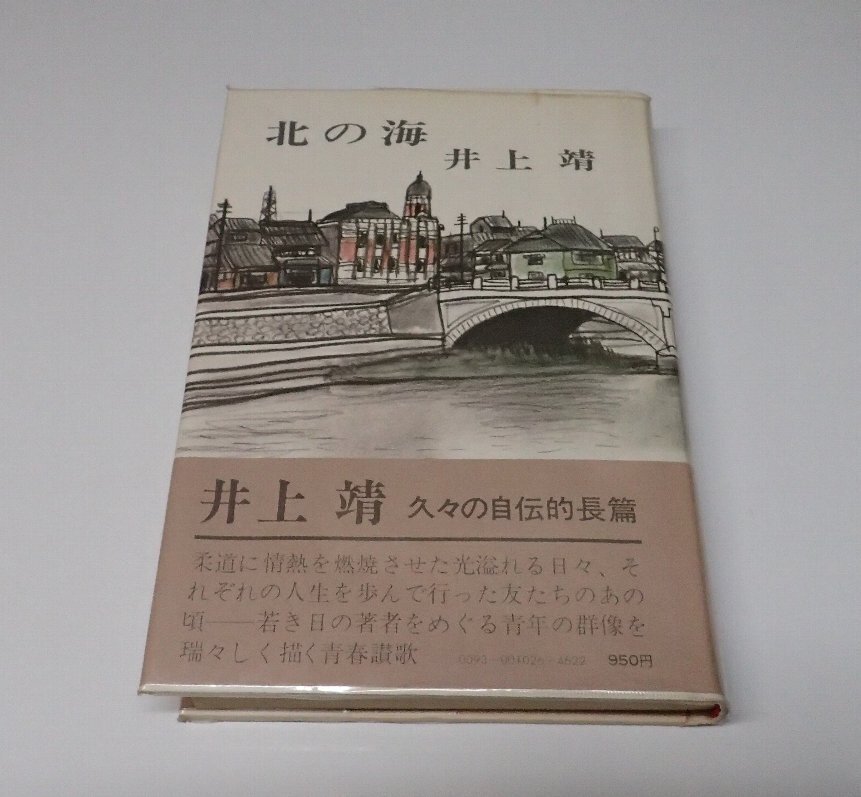 北の海
井上 靖
井上 靖 久々の自伝的長篇
柔道に情熱を燃焼させた光溢れる日々、そ
れぞれの人生を歩んで行った友たちのあの
頃——若き日の著者をめぐる青年の群像を
瑞々しく描く青春讃歌
950円